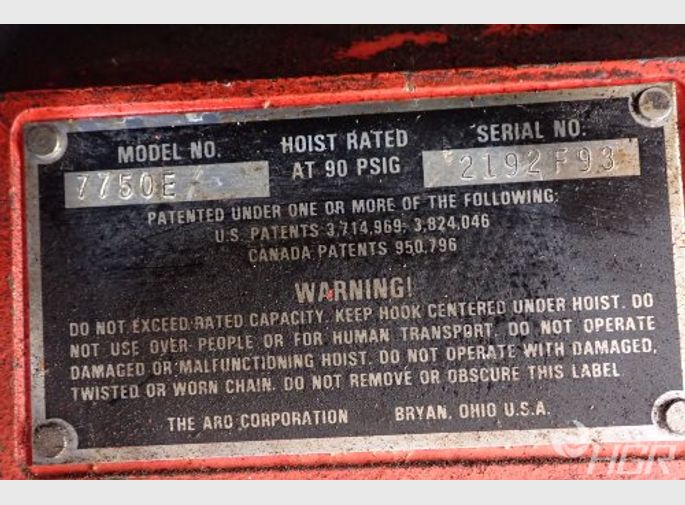 MODEL NO. HOIST RATED SERIAL NO.
7750E AT 90 PSIG 2192F93
PATENTED UNDER ONE OR MORE OF THE FOLLOWING:
U.S. PATENTS 3,714,969; 3,824,046
CANADA PATENTS 950,796
WARNING!
DO NOT EXCEED RATED CAPACITY. KEEP HOOK CENTERED UNDER HOIST. DO
NOT USE OVER PEOPLE OR FOR HUMAN TRANSPORT. DO NOT OPERATE
DAMAGED OR MALFUNCTIONING HOIST. DO NOT OPERATE WITH DAMAGED,
TWISTED OR WORN CHAIN. DO NOT REMOVE OR OBSCURE THIS LABEL
THE ARO CORPORATION BRYAN, OHIO U.S.A.
HGR